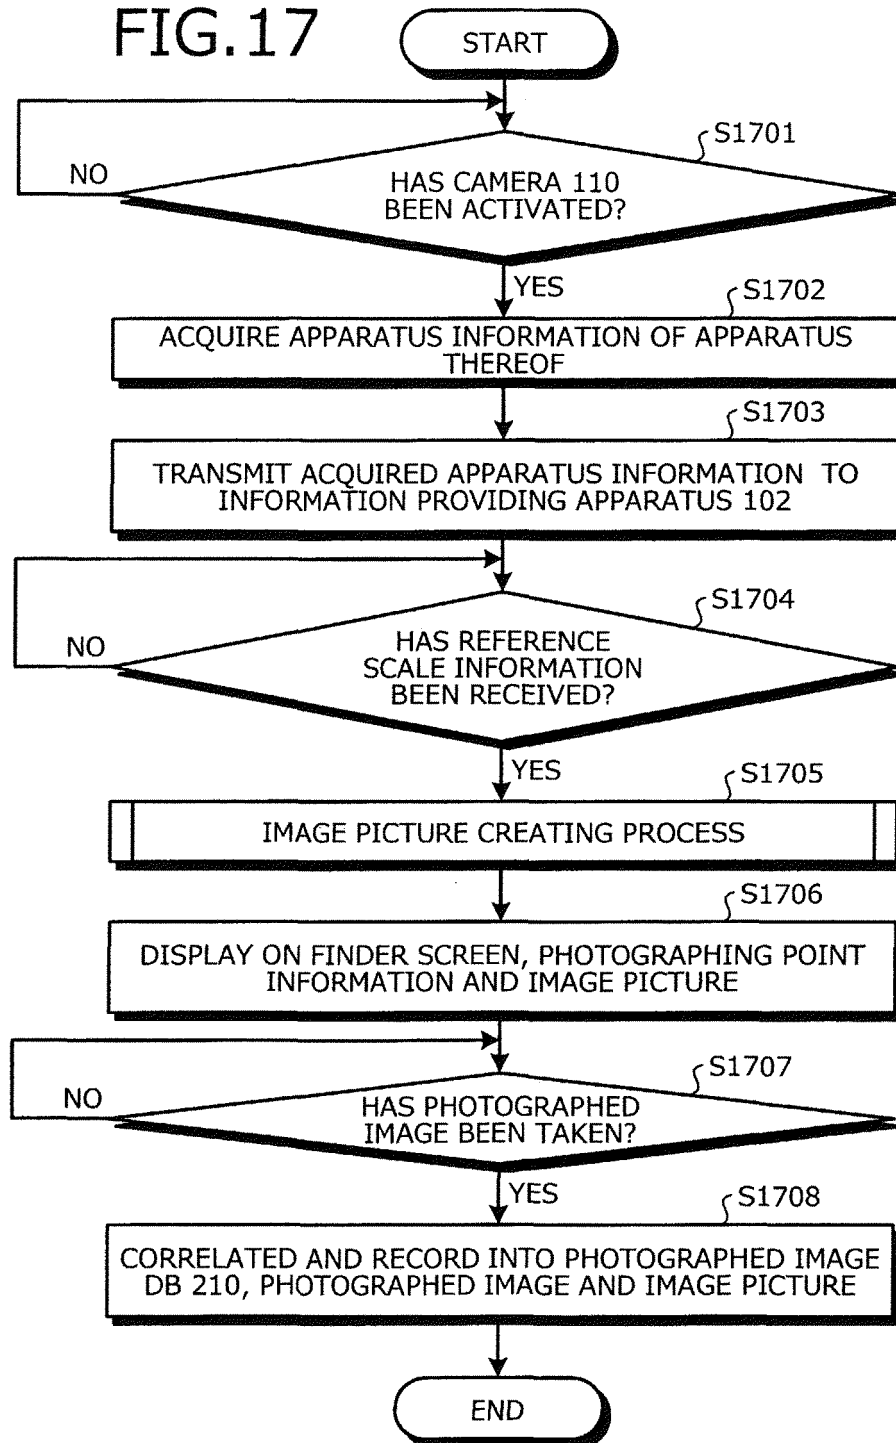 FIG.17
START
S1701
HAS CAMERA 110
BEEN ACTIVATED?
NO
YES
S1702
ACQUIRE APPARATUS INFORMATION OF APPARATUS
THEREOF
S1703
TRANSMIT ACQUIRED APPARATUS INFORMATION TO
INFORMATION PROVIDING APPARATUS 102
S1704
HAS REFERENCE
SCALE INFORMATION
BEEN RECEIVED?
NO
YES
S1705
IMAGE PICTURE CREATING PROCESS
S1706
DISPLAY ON FINDER SCREEN, PHOTOGRAPHING POINT
INFORMATION AND IMAGE PICTURE
S1707
HAS PHOTOGRAPHED
IMAGE BEEN TAKEN?
NO
YES
S1708
CORRELATED AND RECORD INTO PHOTOGRAPHED IMAGE
DB 210, PHOTOGRAPHED IMAGE AND IMAGE PICTURE
END